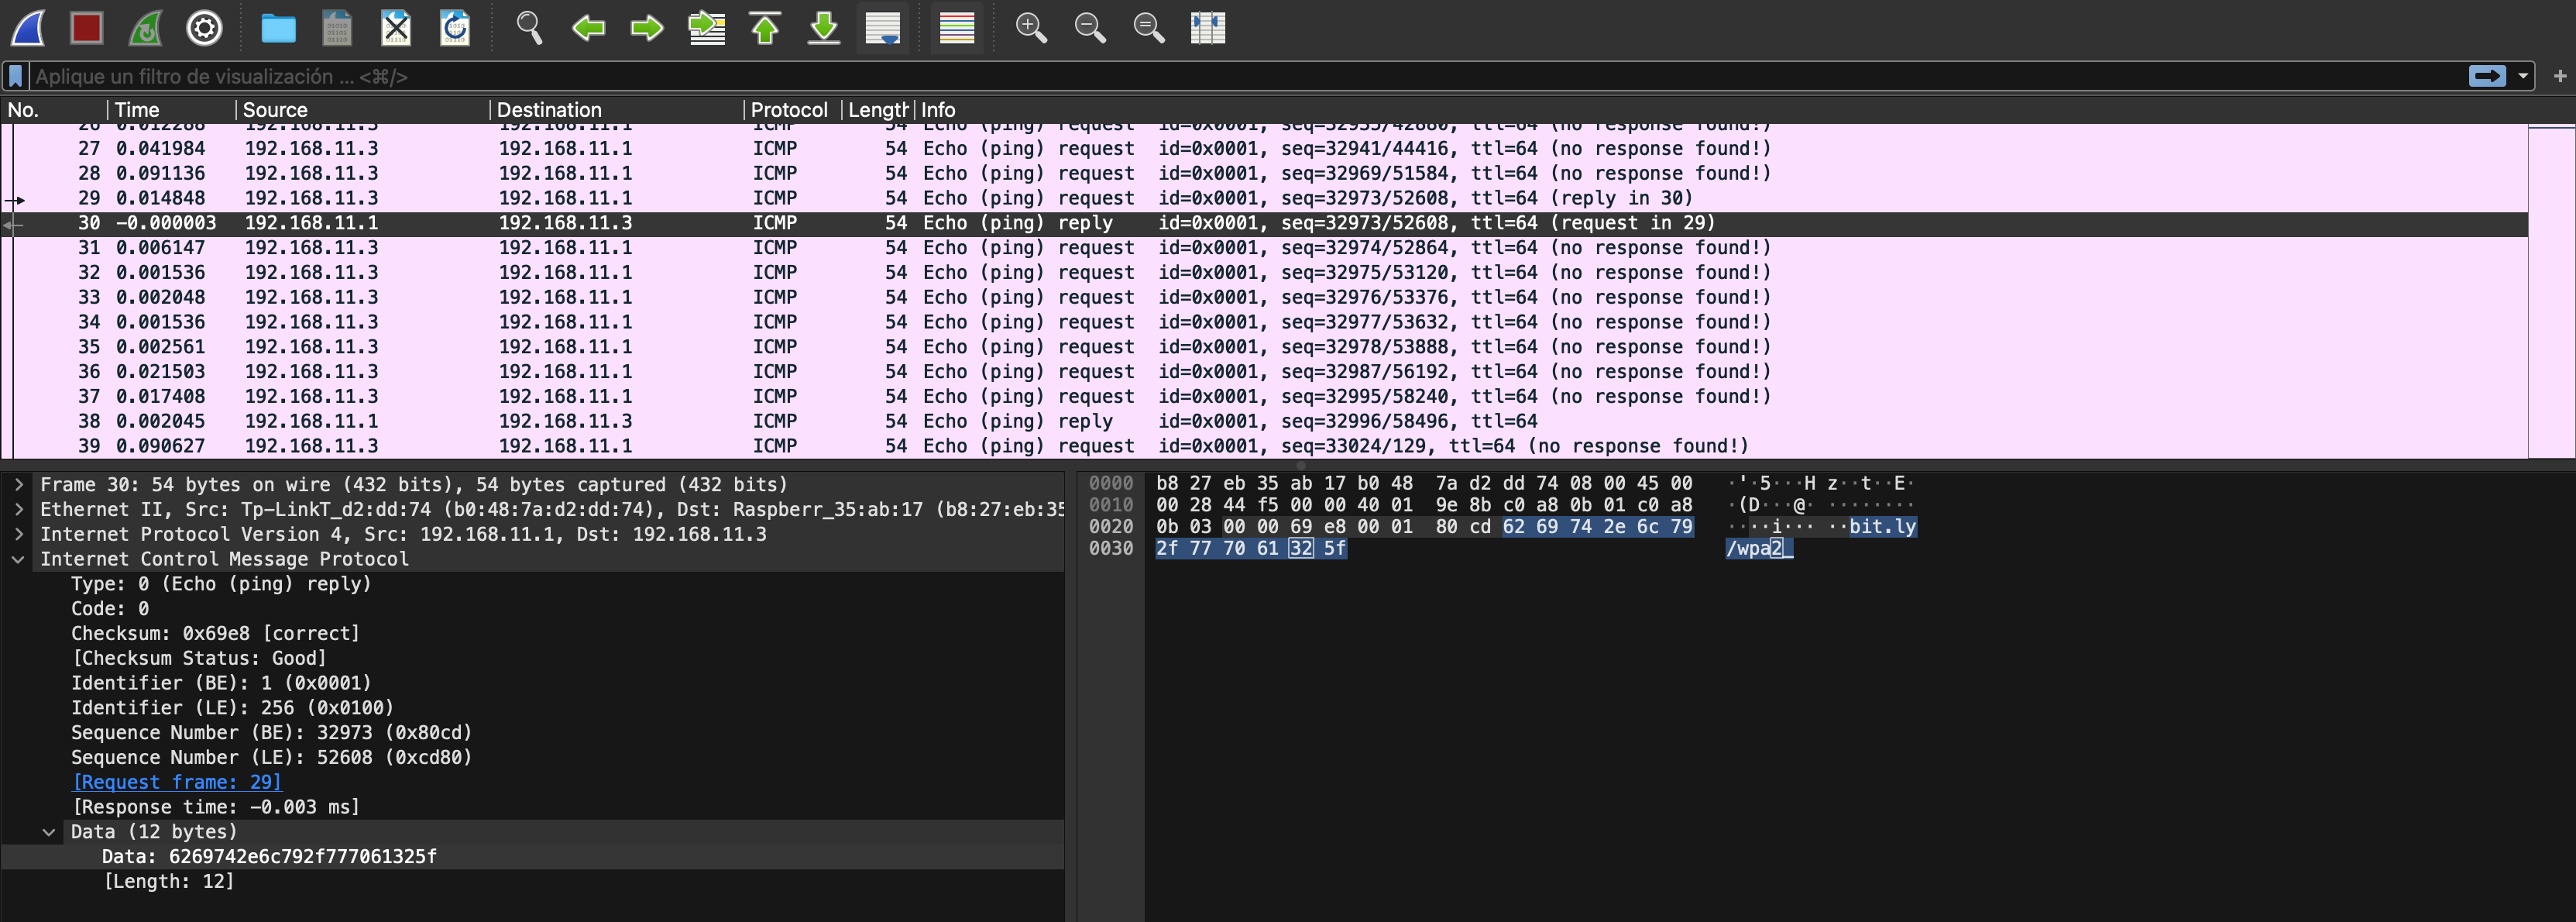 Aplique un filtro de visualización ... <⌘/>
No. Time Source Destination Protocol Length Info
26 0.012288 192.168.11.3 192.168.11.1 ICMP 54 Echo (ping) request id=0x0001, seq=32935/42880, ttl=64 (no response found!)
27 0.041984 192.168.11.3 192.168.11.1 ICMP 54 Echo (ping) request id=0x0001, seq=32941/44416, ttl=64 (no response found!)
28 0.091136 192.168.11.3 192.168.11.1 ICMP 54 Echo (ping) request id=0x0001, seq=32969/51584, ttl=64 (no response found!)
29 0.014848 192.168.11.3 192.168.11.1 ICMP 54 Echo (ping) request id=0x0001, seq=32973/52608, ttl=64 (reply in 30)
30 −0.000003 192.168.11.1 192.168.11.3 ICMP 54 Echo (ping) reply id=0x0001, seq=32973/52608, ttl=64 (request in 29)
31 0.006147 192.168.11.3 192.168.11.1 ICMP 54 Echo (ping) request id=0x0001, seq=32974/52864, ttl=64 (no response found!)
32 0.001536 192.168.11.3 192.168.11.1 ICMP 54 Echo (ping) request id=0x0001, seq=32975/53120, ttl=64 (no response found!)
33 0.002048 192.168.11.3 192.168.11.1 ICMP 54 Echo (ping) request id=0x0001, seq=32976/53376, ttl=64 (no response found!)
34 0.001536 192.168.11.3 192.168.11.1 ICMP 54 Echo (ping) request id=0x0001, seq=32977/53632, ttl=64 (no response found!)
35 0.002561 192.168.11.3 192.168.11.1 ICMP 54 Echo (ping) request id=0x0001, seq=32978/53888, ttl=64 (no response found!)
36 0.021503 192.168.11.3 192.168.11.1 ICMP 54 Echo (ping) request id=0x0001, seq=32987/56192, ttl=64 (no response found!)
37 0.017408 192.168.11.3 192.168.11.1 ICMP 54 Echo (ping) request id=0x0001, seq=32995/58240, ttl=64 (no response found!)
38 0.002045 192.168.11.1 192.168.11.3 ICMP 54 Echo (ping) reply id=0x0001, seq=32996/58496, ttl=64
39 0.090627 192.168.11.3 192.168.11.1 ICMP 54 Echo (ping) request id=0x0001, seq=33024/129, ttl=64 (no response found!)
Frame 30: 54 bytes on wire (432 bits), 54 bytes captured (432 bits)
Ethernet II, Src: Tp-LinkT_d2:dd:74 (b0:48:7a:d2:dd:74), Dst: Raspberr_35:ab:17 (b8:27:eb:35
Internet Protocol Version 4, Src: 192.168.11.1, Dst: 192.168.11.3
Internet Control Message Protocol
Type: 0 (Echo (ping) reply)
Code: 0
Checksum: 0x69e8 [correct]
[Checksum Status: Good]
Identifier (BE): 1 (0x0001)
Identifier (LE): 256 (0x0100)
Sequence Number (BE): 32973 (0x80cd)
Sequence Number (LE): 52608 (0xcd80)
[Request frame: 29]
[Response time: −0.003 ms]
Data (12 bytes)
Data: 6269742e6c792f777061325f
[Length: 12]
0000 b8 27 eb 35 ab 17 b0 48 7a d2 dd 74 08 00 45 00 ·'·5···H z··t··E·
0010 00 28 44 f5 00 00 40 01 9e 8b c0 a8 0b 01 c0 a8 ·(D···@· ········
0020 0b 03 00 00 69 e8 00 01 80 cd 62 69 74 2e 6c 79 ····i··· ··bit.ly
0030 2f 77 70 61 32 5f /wpa2_